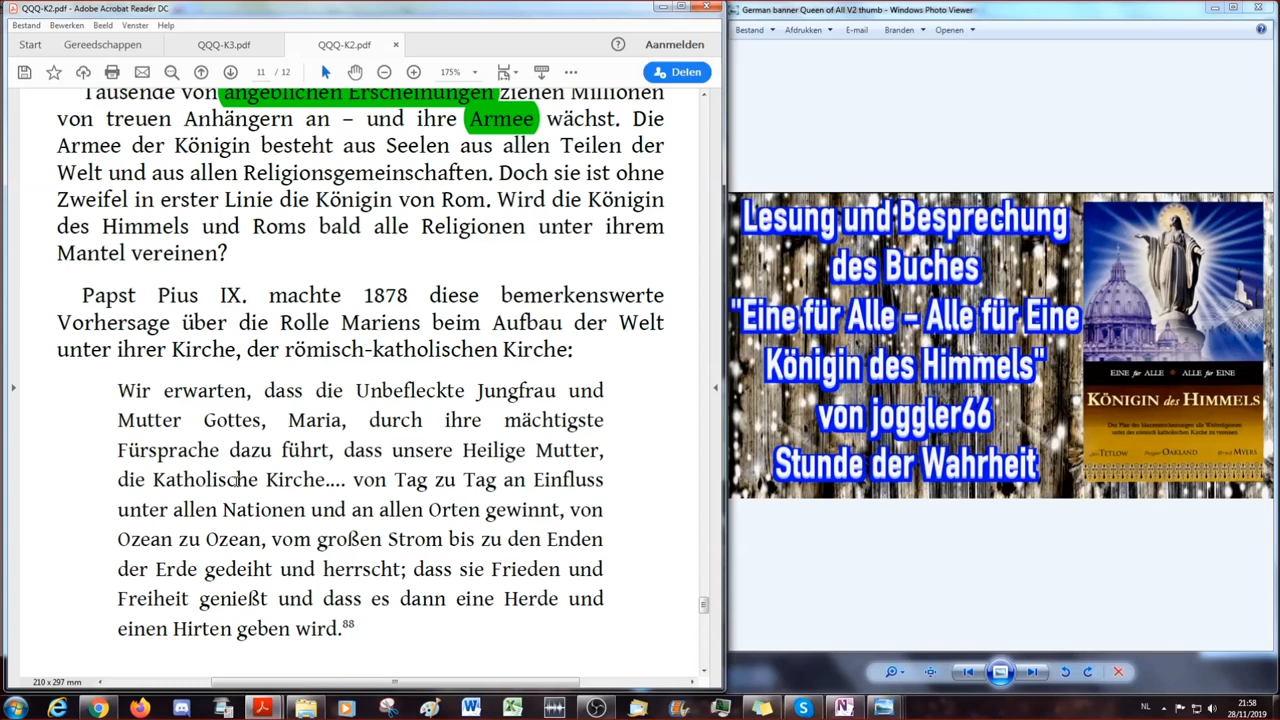 QQQ-K2.pdf - Adobe Acrobat Reader DC
Bestand Bewerken Beeld Venster Help
Start Gereedschappen QQQ-K3.pdf QQQ-K2.pdf × Aanmelden
11 / 12 175% Delen
Tausende von angeblichen Erscheinungen ziehen Millionen
von treuen Anhängern an – und ihre Armee wächst. Die
Armee der Königin besteht aus Seelen aus allen Teilen der
Welt und aus allen Religionsgemeinschaften. Doch sie ist ohne
Zweifel in erster Linie die Königin von Rom. Wird die Königin
des Himmels und Roms bald alle Religionen unter ihrem
Mantel vereinen?
Papst Pius IX. machte 1878 diese bemerkenswerte
Vorhersage über die Rolle Mariens beim Aufbau der Welt
unter ihrer Kirche, der römisch-katholischen Kirche:
Wir erwarten, dass die Unbefleckte Jungfrau und
Mutter Gottes, Maria, durch ihre mächtigste
Fürsprache dazu führt, dass unsere Heilige Mutter,
die Katholische Kirche.... von Tag zu Tag an Einfluss
unter allen Nationen und an allen Orten gewinnt, von
Ozean zu Ozean, vom großen Strom bis zu den Enden
der Erde gedeiht und herrscht; dass sie Frieden und
Freiheit genießt und dass es dann eine Herde und
einen Hirten geben wird.88
210 x 297 mm
German banner Queen of All V2 thumb - Windows Photo Viewer
Bestand Afdrukken E-mail Branden Openen
Lesung und Besprechung
des Buches
"Eine für Alle – Alle für Eine
Königin des Himmels"
von joggler66
Stunde der Wahrheit
EINE für ALLE ALLE für EINE
KÖNIGIN des HIMMELS
TETLOW Roger OAKLAND MYERS
NL 21:58
28/11/2019